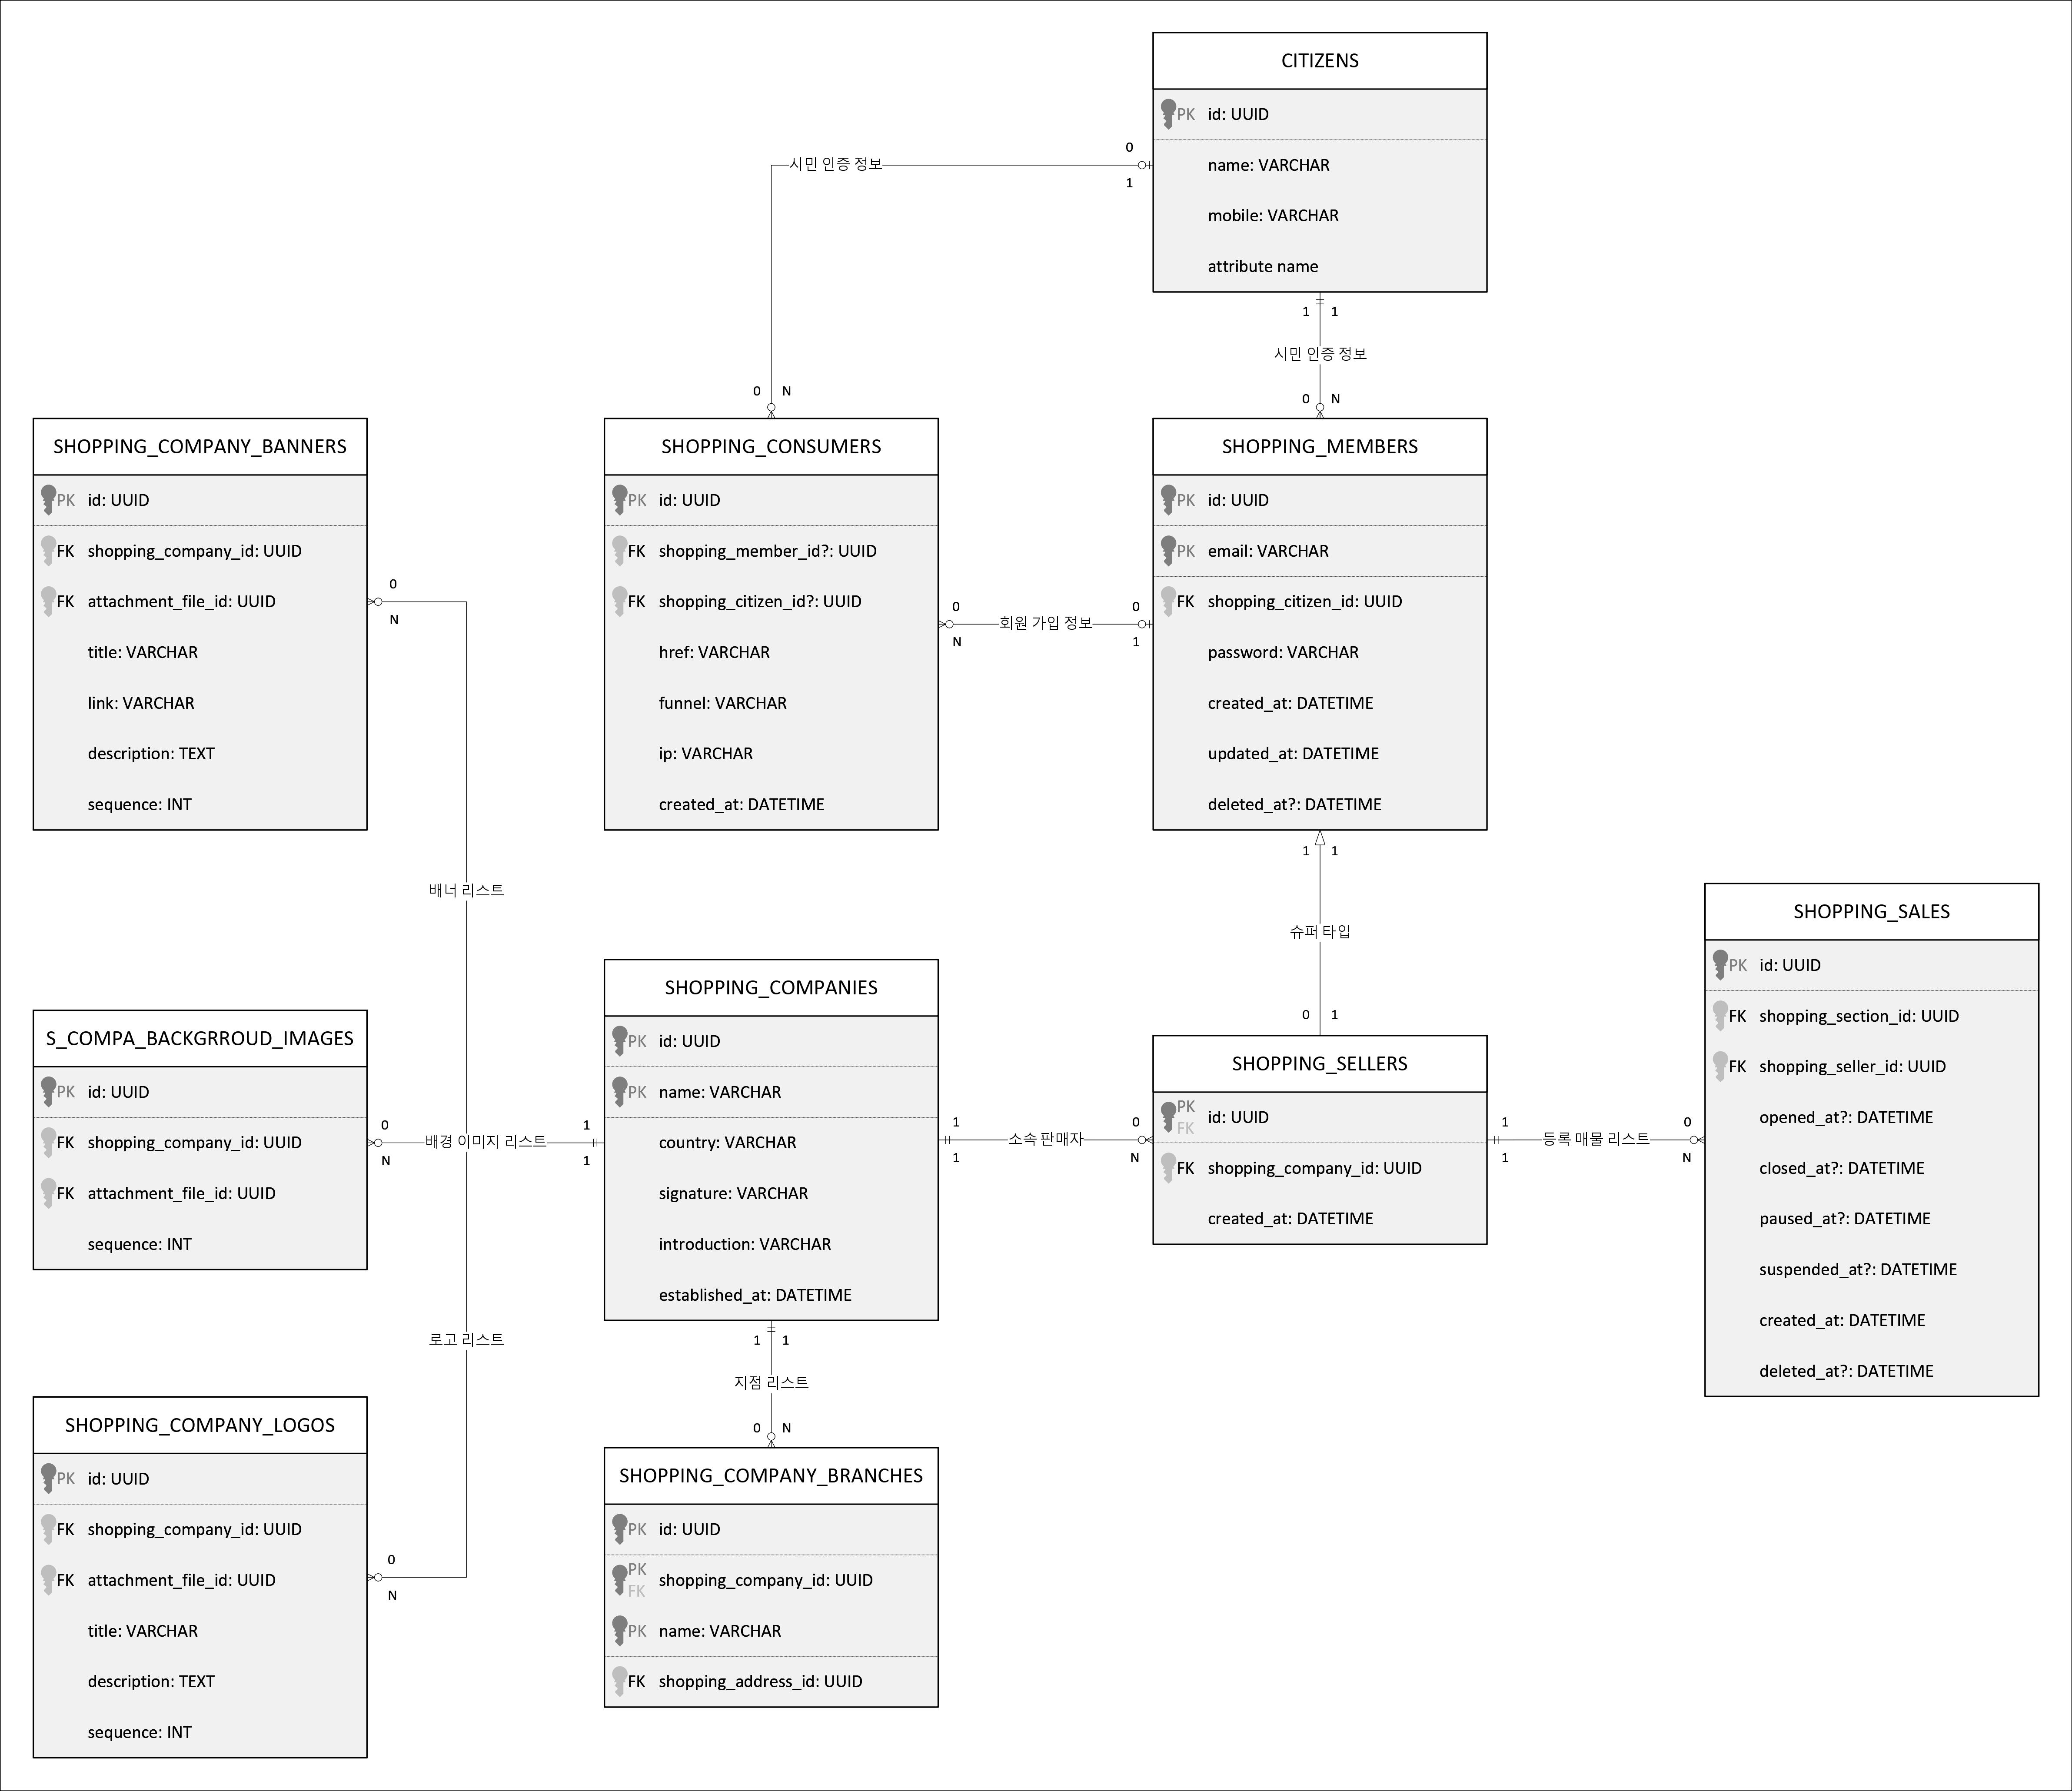 CITIZENS
PK id: UUID
name: VARCHAR
mobile: VARCHAR
attribute name
시민 인증 정보
0
1
0 N
1 1
시민 인증 정보
0 N
SHOPPING_COMPANY_BANNERS
PK id: UUID
FK shopping_company_id: UUID
FK attachment_file_id: UUID
title: VARCHAR
link: VARCHAR
description: TEXT
sequence: INT
0
N
배너 리스트
SHOPPING_CONSUMERS
PK id: UUID
FK shopping_member_id?: UUID
FK shopping_citizen_id?: UUID
href: VARCHAR
funnel: VARCHAR
ip: VARCHAR
created_at: DATETIME
0
N
회원 가입 정보
0
1
SHOPPING_MEMBERS
PK id: UUID
PK email: VARCHAR
FK shopping_citizen_id: UUID
password: VARCHAR
created_at: DATETIME
updated_at: DATETIME
deleted_at?: DATETIME
1 1
슈퍼 타입
0 1
S_COMPA_BACKGRROUD_IMAGES
PK id: UUID
FK shopping_company_id: UUID
FK attachment_file_id: UUID
sequence: INT
0
N
배경 이미지 리스트
1
1
SHOPPING_COMPANIES
PK id: UUID
PK name: VARCHAR
country: VARCHAR
signature: VARCHAR
introduction: VARCHAR
established_at: DATETIME
1
1
소속 판매자
0
N
SHOPPING_SELLERS
PK
FK
id: UUID
FK shopping_company_id: UUID
created_at: DATETIME
1
1
등록 매물 리스트
0
N
SHOPPING_SALES
PK id: UUID
FK shopping_section_id: UUID
FK shopping_seller_id: UUID
opened_at?: DATETIME
closed_at?: DATETIME
paused_at?: DATETIME
suspended_at?: DATETIME
created_at: DATETIME
deleted_at?: DATETIME
로고 리스트
1 1
지점 리스트
0 N
SHOPPING_COMPANY_LOGOS
PK id: UUID
FK shopping_company_id: UUID
FK attachment_file_id: UUID
title: VARCHAR
description: TEXT
sequence: INT
0
N
SHOPPING_COMPANY_BRANCHES
PK id: UUID
PK
FK
shopping_company_id: UUID
PK name: VARCHAR
FK shopping_address_id: UUID